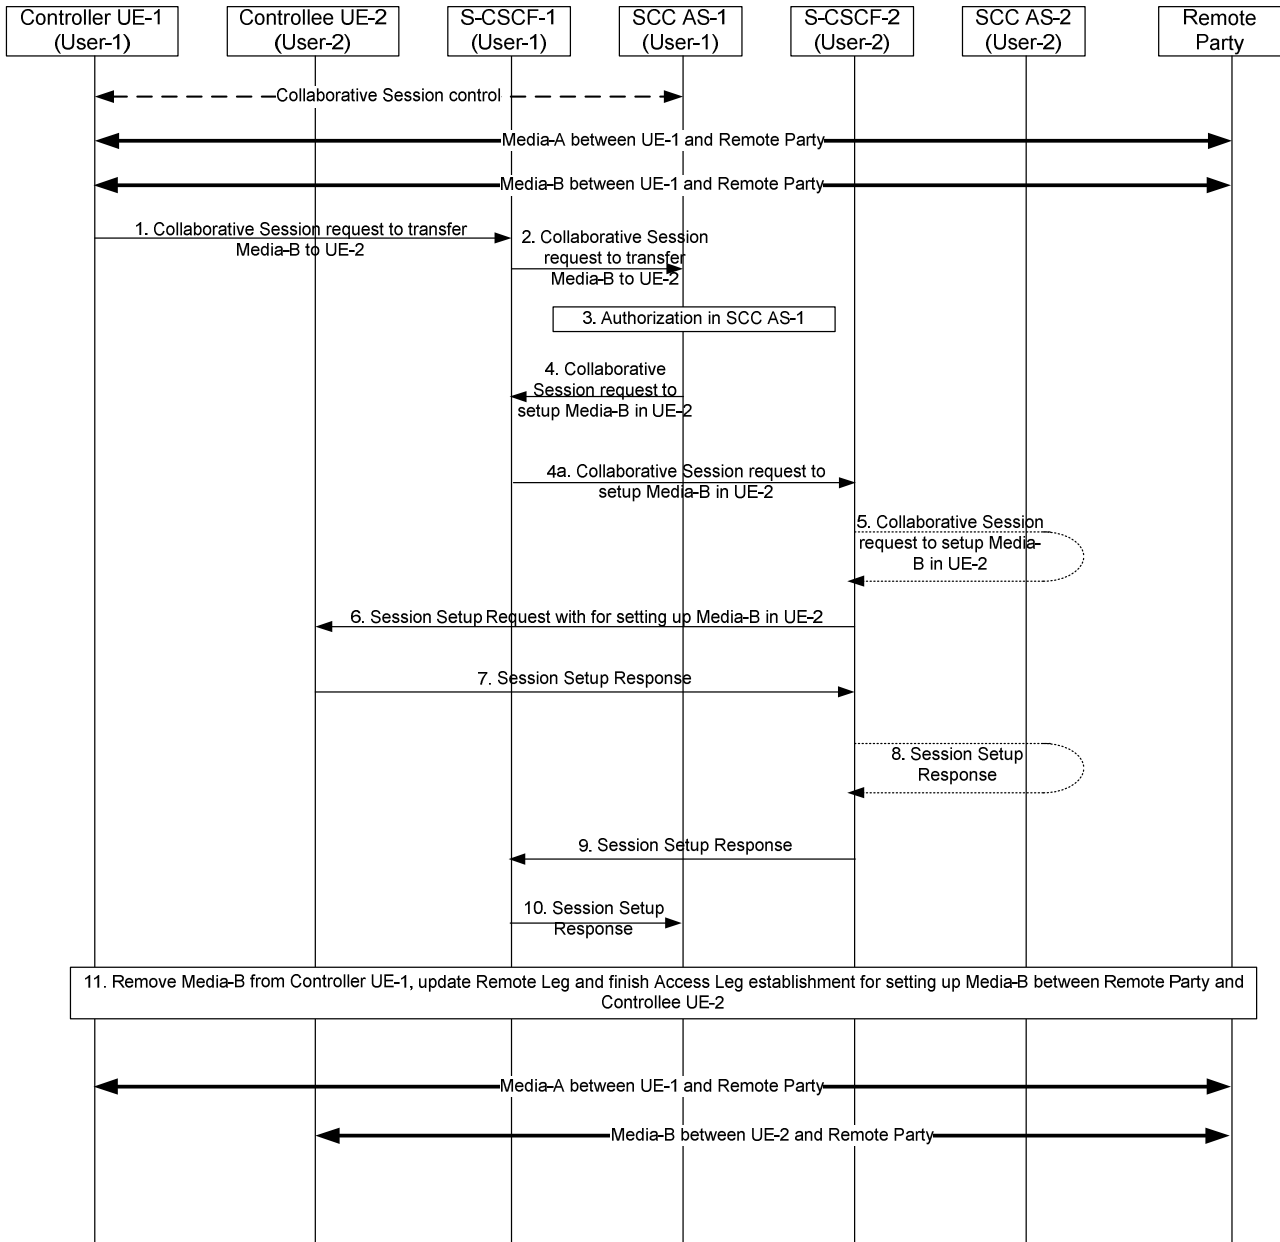 Controller UE-1
(User-1)
Controllee UE-2
(User-2)
S-CSCF-1
(User-1)
SCC AS-1
(User-1)
S-CSCF-2
(User-2)
SCC AS-2
(User-2)
Remote
Party
Collaborative Session control
Media-A between UE-1 and Remote Party
Media-B between UE-1 and Remote Party
1. Collaborative Session request to transfer
Media-B to UE-2
2. Collaborative Session
request to transfer
Media-B to UE-2
3. Authorization in SCC AS-1
4. Collaborative
Session request to
setup Media-B in UE-2
4a. Collaborative Session request to
setup Media-B in UE-2
5. Collaborative Session
request to setup Media-
B in UE-2
6. Session Setup Request with for setting up Media-B in UE-2
7. Session Setup Response
8. Session Setup
Response
9. Session Setup Response
10. Session Setup
Response
11. Remove Media-B from Controller UE-1, update Remote Leg and finish Access Leg establishment for setting up Media-B between Remote Party and
Controllee UE-2
Media-A between UE-1 and Remote Party
Media-B between UE-2 and Remote Party